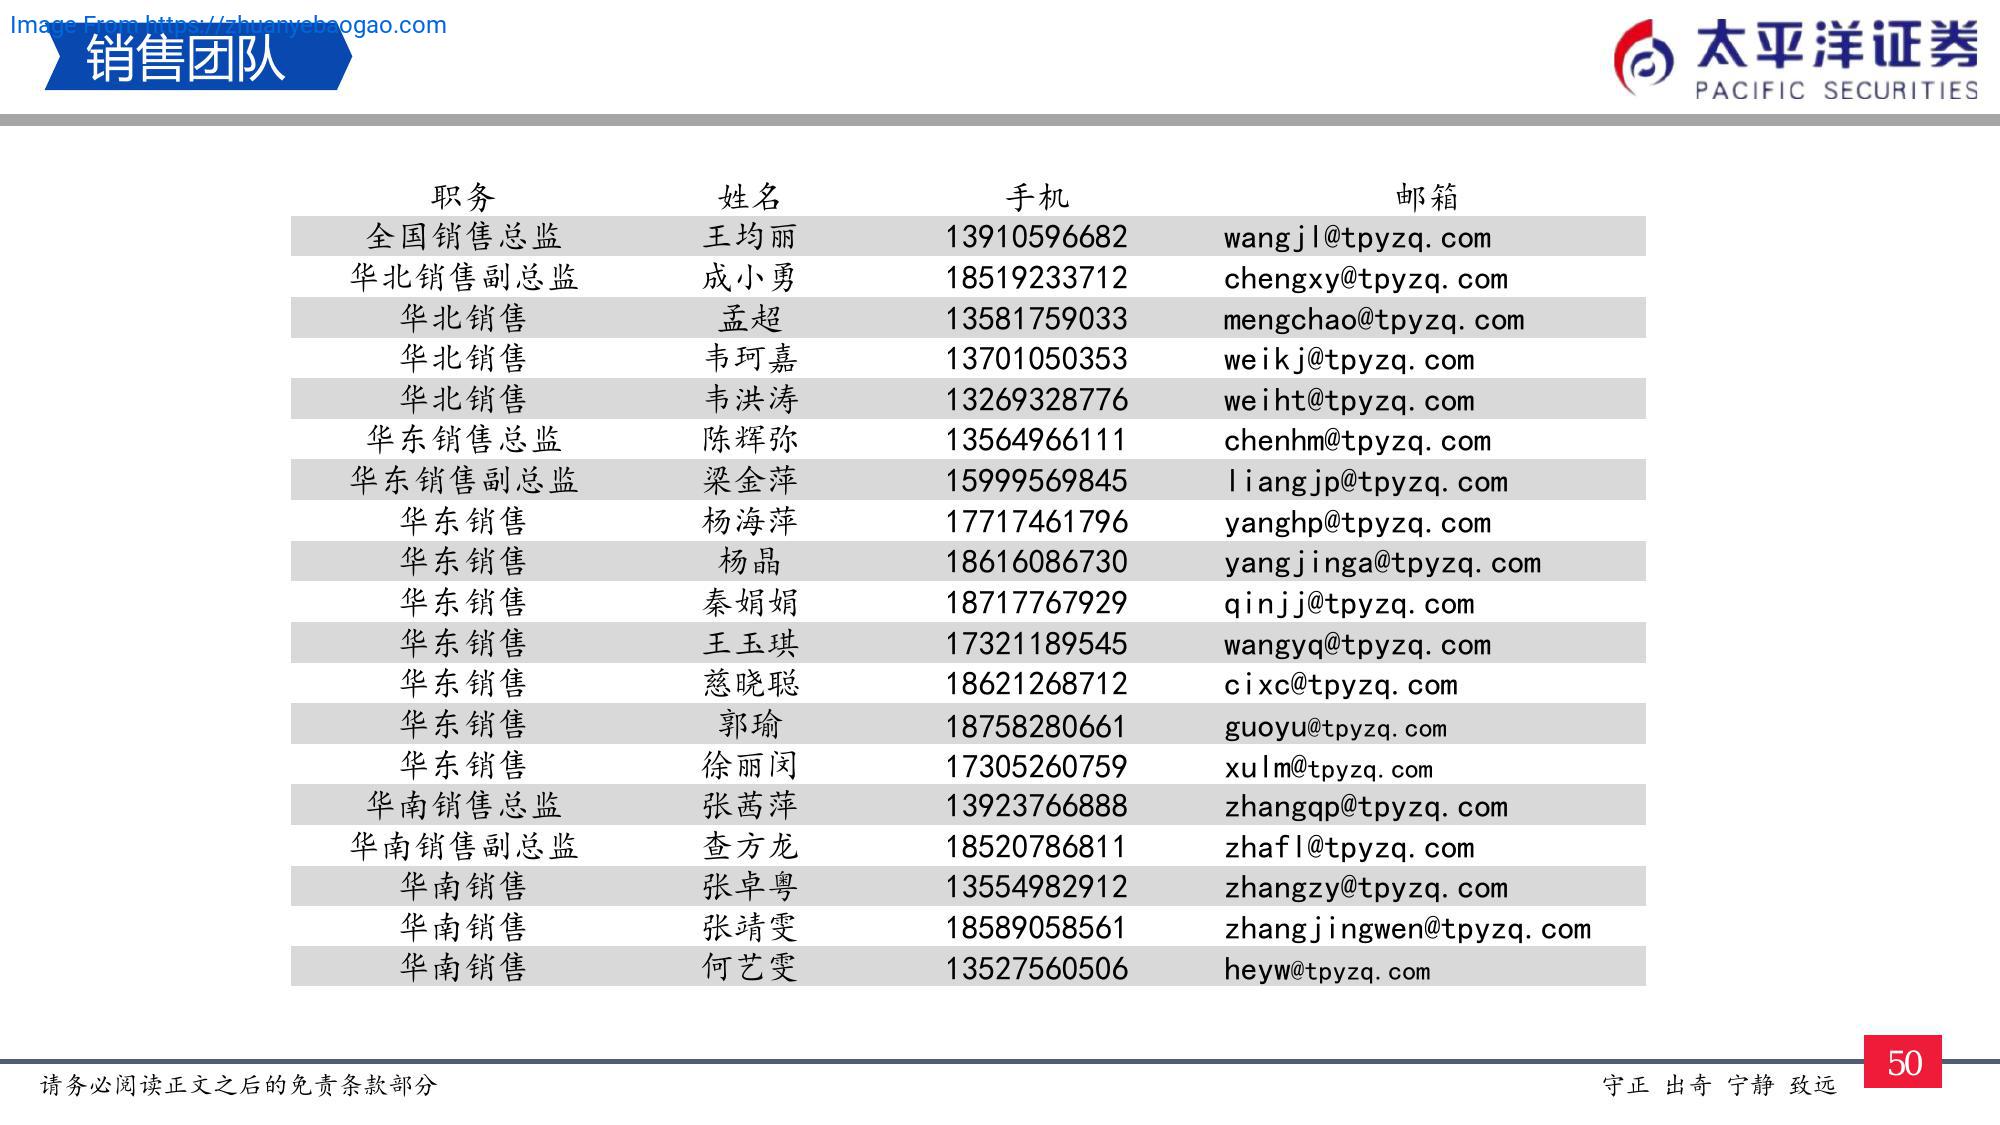 Image From https://zhuanyebaogao.com
销售团队
太平洋证券
PACIFIC SECURITIES
职务 姓名 手机 邮箱
全国销售总监 王均丽 13910596682 wangjl@tpyzq.com
华北销售副总监 成小勇 18519233712 chengxy@tpyzq.com
华北销售 孟超 13581759033 mengchao@tpyzq.com
华北销售 韦珂嘉 13701050353 weikj@tpyzq.com
华北销售 韦洪涛 13269328776 weiht@tpyzq.com
华东销售总监 陈辉弥 13564966111 chenhm@tpyzq.com
华东销售副总监 梁金萍 15999569845 liangjp@tpyzq.com
华东销售 杨海萍 17717461796 yanghp@tpyzq.com
华东销售 杨晶 18616086730 yangjinga@tpyzq.com
华东销售 秦娟娟 18717767929 qinjj@tpyzq.com
华东销售 王玉琪 17321189545 wangyq@tpyzq.com
华东销售 慈晓聪 18621268712 cixc@tpyzq.com
华东销售 郭瑜 18758280661 guoyu@tpyzq.com
华东销售 徐丽闵 17305260759 xulm@tpyzq.com
华南销售总监 张茜萍 13923766888 zhangqp@tpyzq.com
华南销售副总监 查方龙 18520786811 zhafl@tpyzq.com
华南销售 张卓粤 13554982912 zhangzy@tpyzq.com
华南销售 张靖雯 18589058561 zhangjingwen@tpyzq.com
华南销售 何艺雯 13527560506 heyw@tpyzq.com
请务必阅读正文之后的免责条款部分
守正 出奇 宁静 致远
50